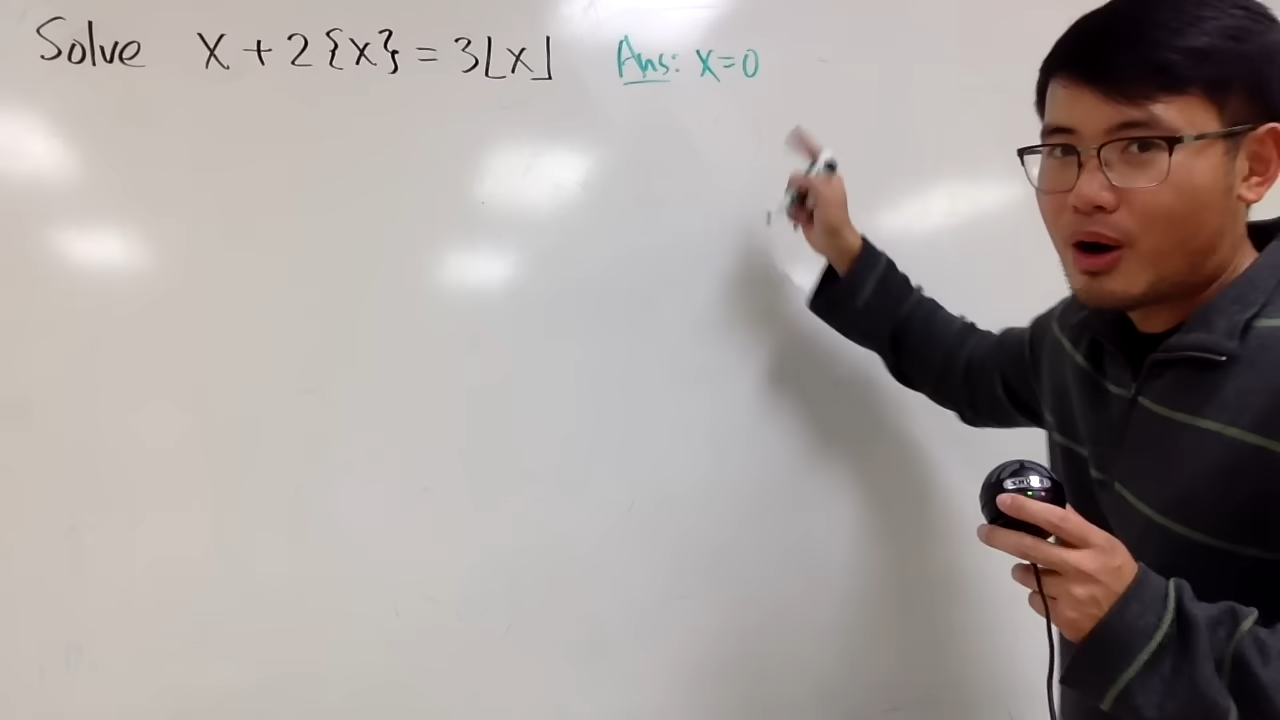 Solve x + 2{x} = 3⌊x⌋ Ans: x=0